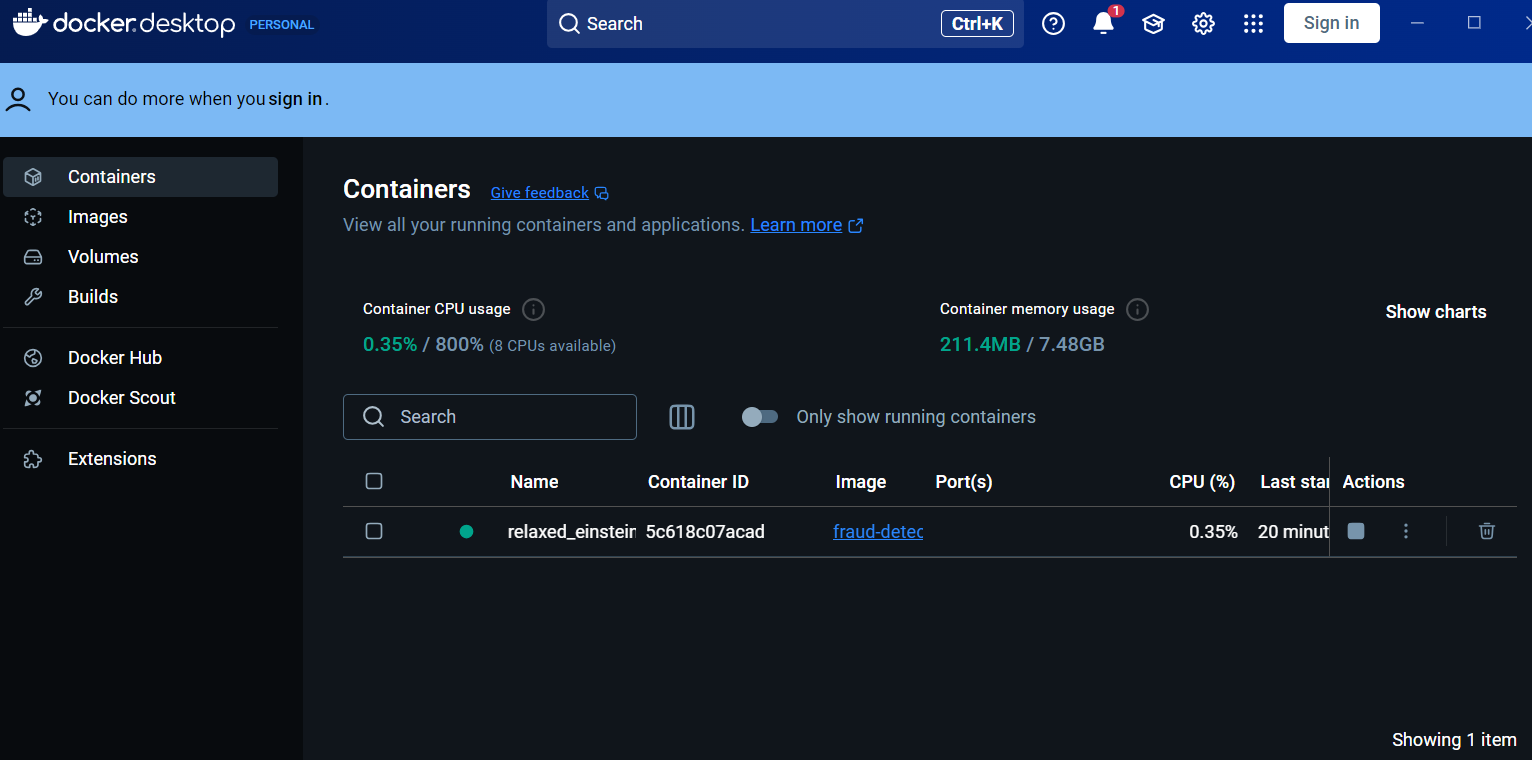 docker.desktop PERSONAL Search Ctrl+K 1 Sign in
You can do more when you sign in.
Containers
Images
Volumes
Builds
Docker Hub
Docker Scout
Extensions
Containers Give feedback
View all your running containers and applications. Learn more
Container CPU usage
0.35% / 800% (8 CPUs available)
Container memory usage
211.4MB / 7.48GB
Show charts
Search Only show running containers
Name Container ID Image Port(s) CPU (%) Last star Actions
relaxed_einstein 5c618c07acad fraud-detec 0.35% 20 minut
Showing 1 item